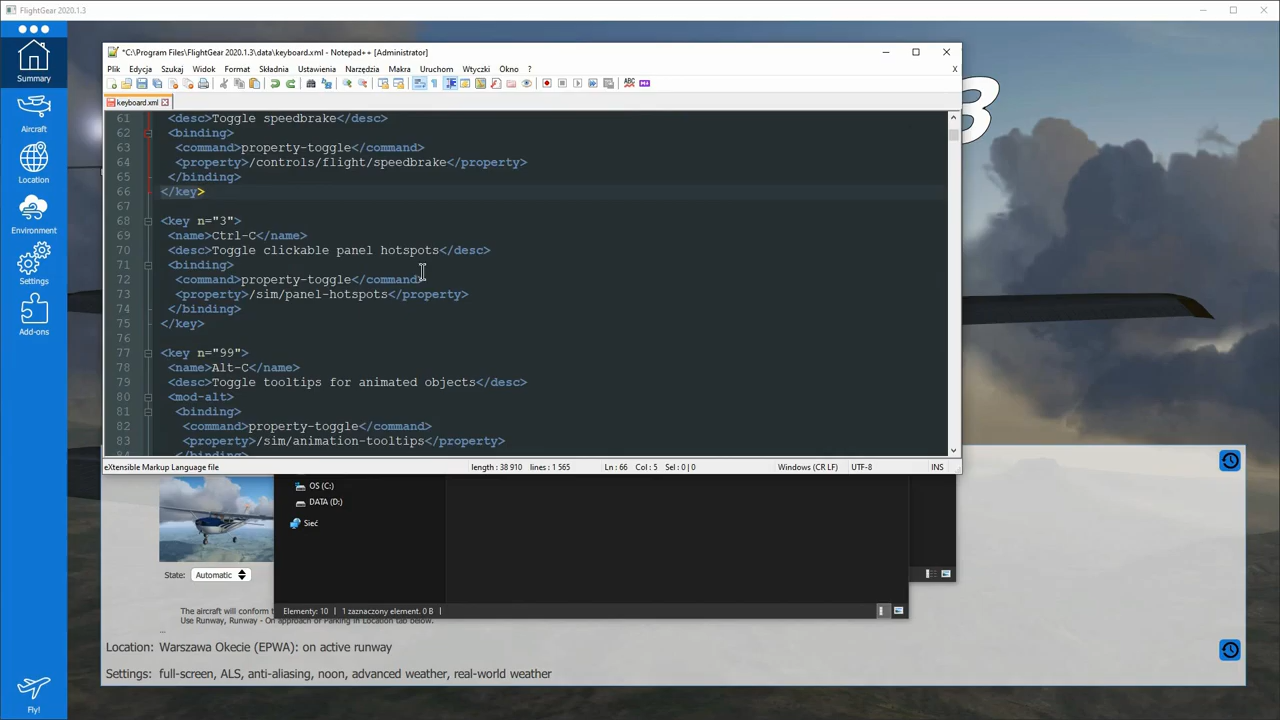 FlightGear 2020.1.3
Summary
Aircraft
Location
Environment
Settings
Add-ons
Fly!
3
*C:\Program Files\FlightGear 2020.1.3\data\keyboard.xml - Notepad++ [Administrator]
Plik Edycja Szukaj Widok Format Składnia Ustawienia Narzędzia Makra Uruchom Wtyczki Okno ? X
keyboard.xml
61 <desc>Toggle speedbrake</desc>
62 <binding>
63 <command>property-toggle</command>
64 <property>/controls/flight/speedbrake</property>
65 </binding>
66 </key>
67
68 <key n="3">
69 <name>Ctrl-C</name>
70 <desc>Toggle clickable panel hotspots</desc>
71 <binding>
72 <command>property-toggle</command>
73 <property>/sim/panel-hotspots</property>
74 </binding>
75 </key>
76
77 <key n="99">
78 <name>Alt-C</name>
79 <desc>Toggle tooltips for animated objects</desc>
80 <mod-alt>
81 <binding>
82 <command>property-toggle</command>
83 <property>/sim/animation-tooltips</property>
84 </binding>
eXtensible Markup Language file length : 38 910 lines : 1 565 Ln : 66 Col : 5 Sel : 0 | 0 Windows (CR LF) UTF-8 INS
OS (C:)
DATA (D:)
Sieć
State: Automatic
Elementy: 10 1 zaznaczony element. 0 B
The aircraft will conform t
Use Runway, Runway - On approach or Parking in Location tab below.
...
Location: Warszawa Okecie (EPWA): on active runway
Settings: full-screen, ALS, anti-aliasing, noon, advanced weather, real-world weather